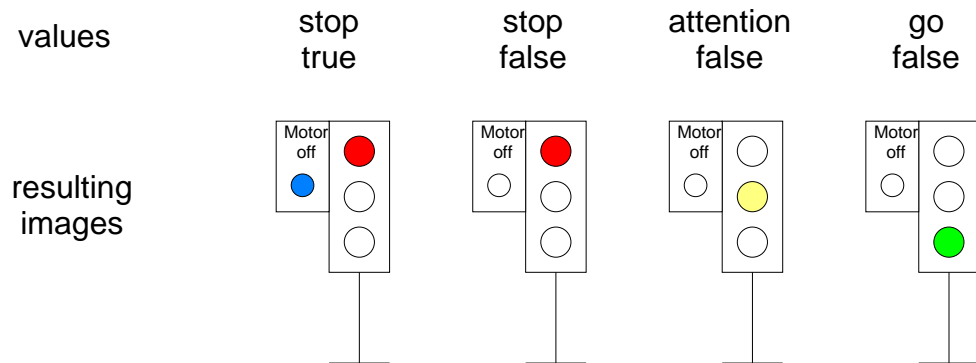 values
stop
true
stop
false
attention
false
go
false
resulting
images
Motor
off
Motor
off
Motor
off
Motor
off